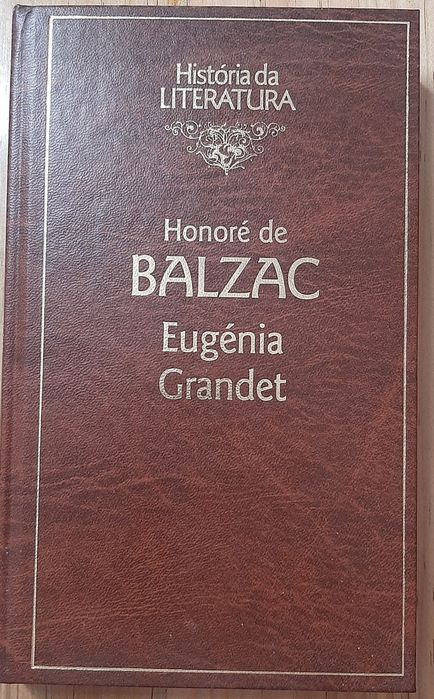 História da
LITERATURA
Honoré de
BALZAC
Eugénia
Grandet